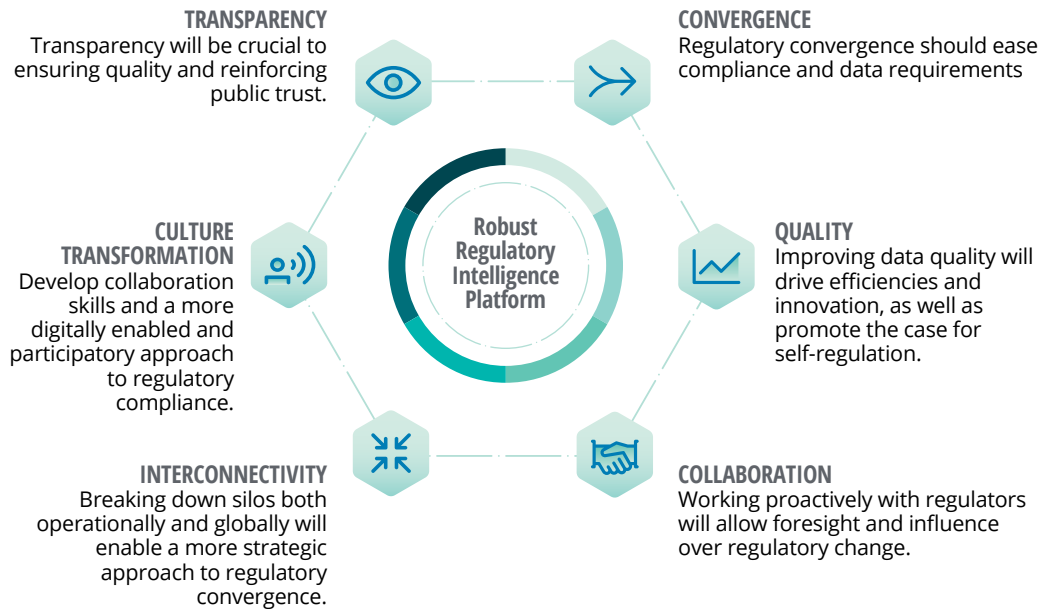 TRANSPARENCY
Transparency will be crucial to
ensuring quality and reinforcing
public trust.
CONVERGENCE
Regulatory convergence should ease
compliance and data requirements
CULTURE
TRANSFORMATION
Develop collaboration
skills and a more
digitally enabled and
participatory approach
to regulatory
compliance.
Robust
Regulatory
Intelligence
Platform
QUALITY
Improving data quality will
drive efficiencies and
innovation, as well as
promote the case for
self-regulation.
INTERCONNECTIVITY
Breaking down silos both
operationally and globally will
enable a more strategic
approach to regulatory
convergence.
COLLABORATION
Working proactively with regulators
will allow foresight and influence
over regulatory change.